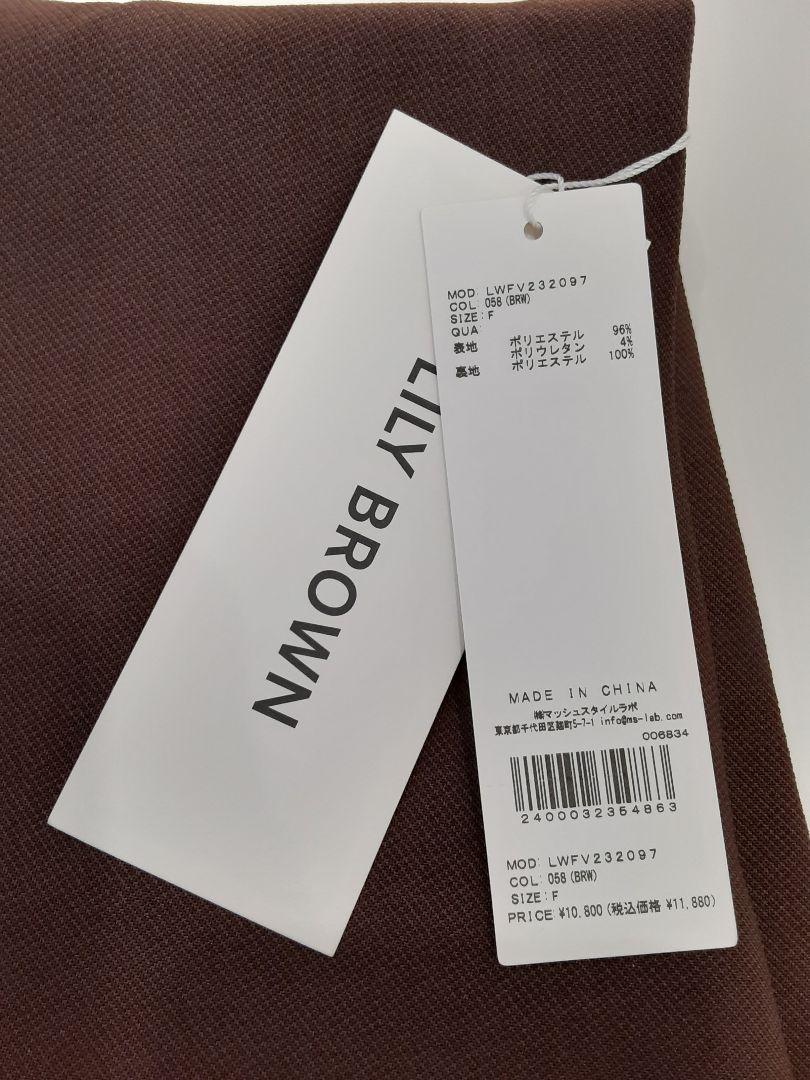 LILY BROWN
MOD: LWFV232097
COL: 058(BRW)
SIZE: F
QUA:
表地 ポリエステル 96%
ポリウレタン 4%
裏地 ポリエステル 100%
MADE IN CHINA
㈱マッシュスタイルラボ
東京都千代田区麹町5-7-1 info@ms-lab.com
006834
2400032354863
MOD: LWFV232097
COL: 058(BRW)
SIZE: F
PRICE: ¥10,800(税込価格 ¥11,880)